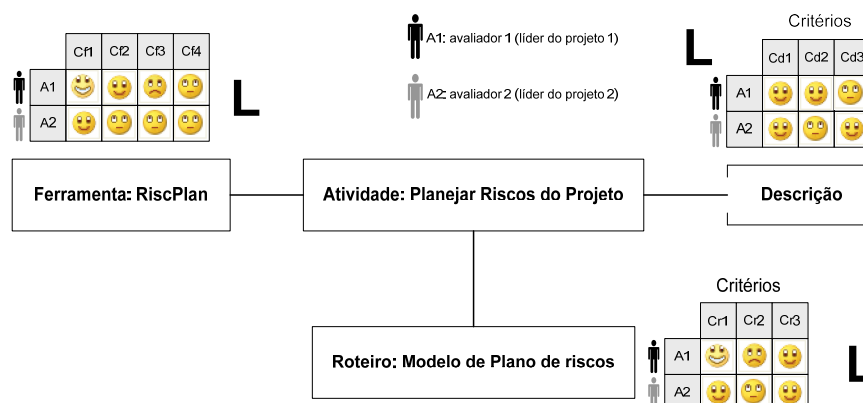 Cf1 Cf2 Cf3 Cf4
A1
A2
L
A1: avaliador 1 (líder do projeto 1)
A2: avaliador 2 (líder do projeto 2)
L
Critérios
Cd1 Cd2 Cd3
A1
A2
Ferramenta: RiscPlan
Atividade: Planejar Riscos do Projeto
Descrição
Critérios
Cr1 Cr2 Cr3
A1
A2
L
Roteiro: Modelo de Plano de riscos